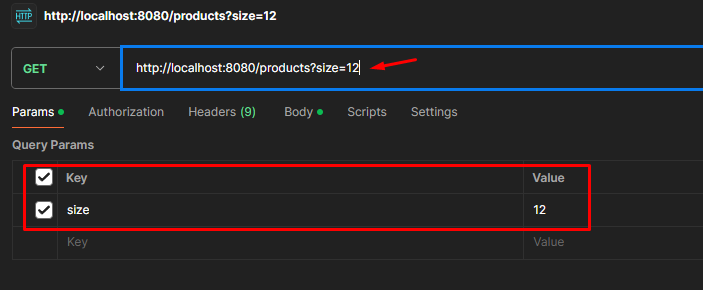 HTTP http://localhost:8080/products?size=12
GET http://localhost:8080/products?size=12
Params Authorization Headers (9) Body Scripts Settings
Query Params
Key Value
size 12
Key Value